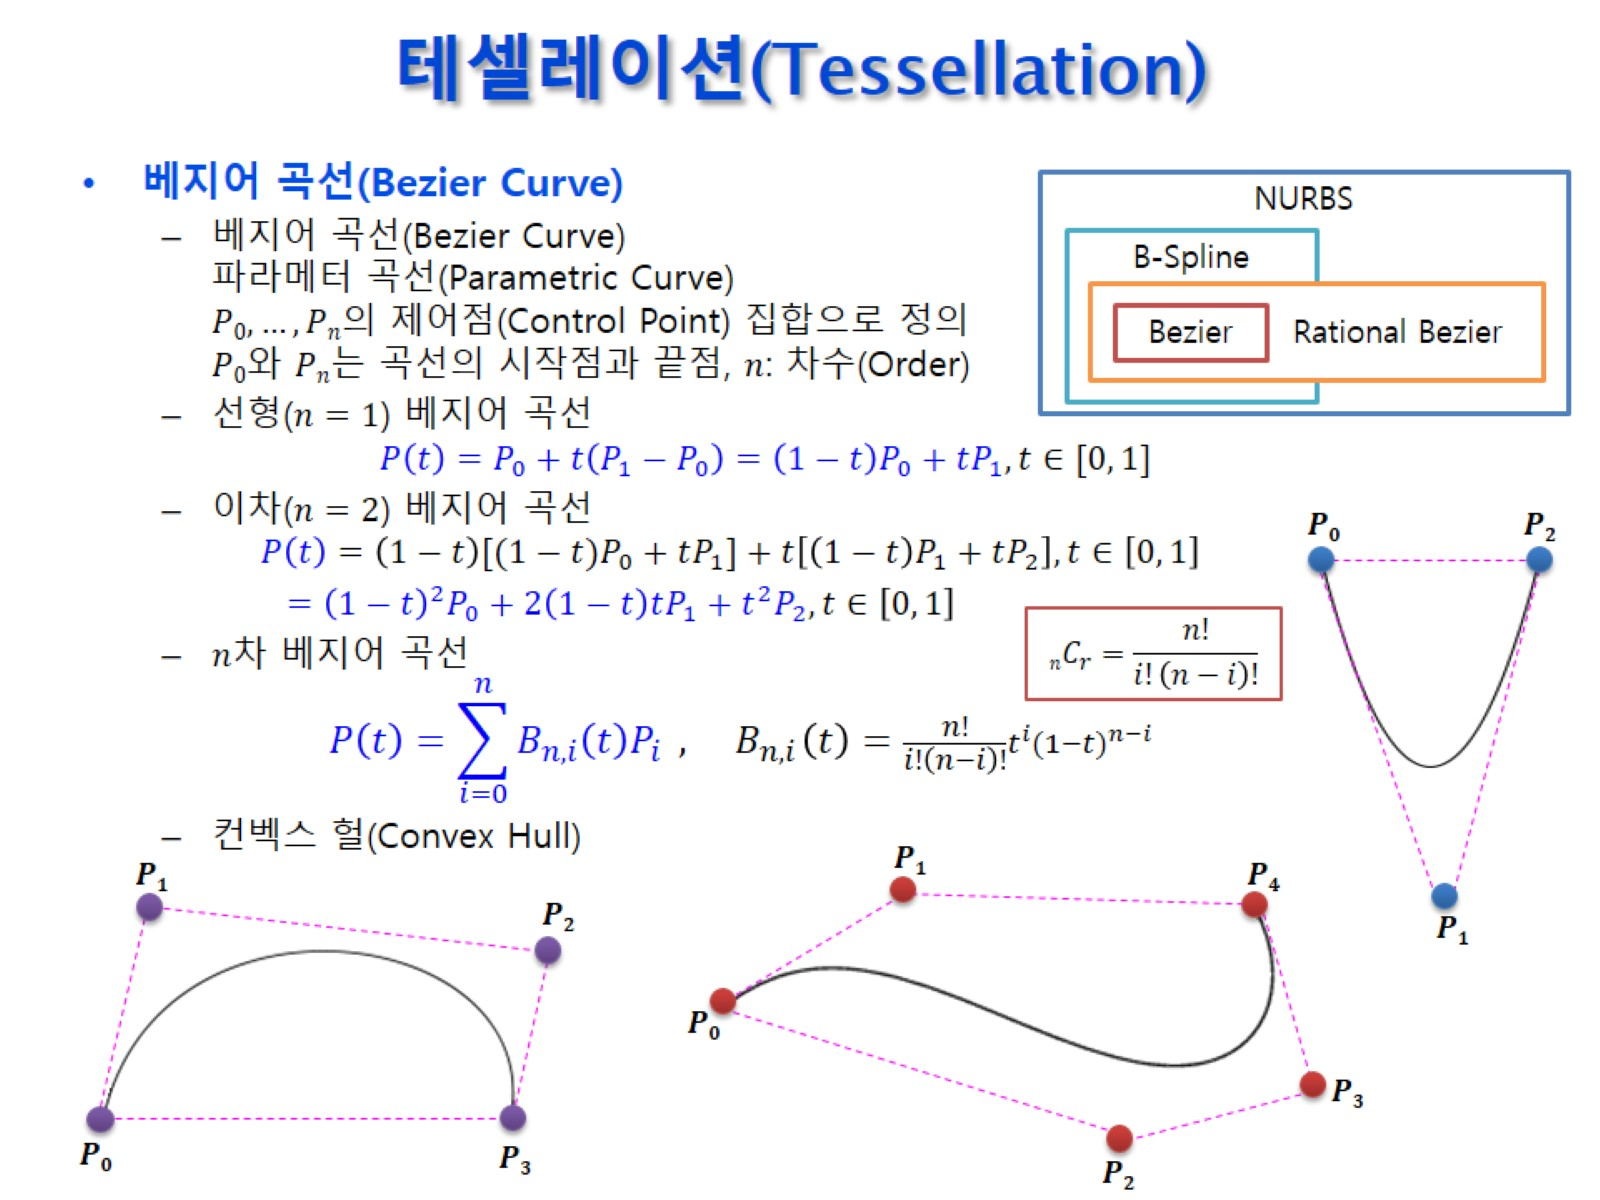 테셀레이션(Tessellation)
• 베지어 곡선(Bezier Curve)
– 베지어 곡선(Bezier Curve)
파라메터 곡선(Parametric Curve)
P₀, … , Pₙ의 제어점(Control Point) 집합으로 정의
P₀와 Pₙ는 곡선의 시작점과 끝점, n: 차수(Order)
NURBS
B-Spline
Bezier Rational Bezier
– 선형(n = 1) 베지어 곡선
P(t) = P₀ + t(P₁ − P₀) = (1 − t)P₀ + tP₁, t ∈ [0, 1]
– 이차(n = 2) 베지어 곡선
P(t) = (1 − t)[(1 − t)P₀ + tP₁] + t[(1 − t)P₁ + tP₂], t ∈ [0, 1]
= (1 − t)²P₀ + 2(1 − t)tP₁ + t²P₂, t ∈ [0, 1]
– n차 베지어 곡선
ₙCᵣ = n! / i! (n − i)!
P(t) = ∑ᵢ₌₀ⁿ Bₙ,ᵢ(t)Pᵢ , Bₙ,ᵢ(t) = n! / i!(n−i)! tⁱ(1−t)ⁿ⁻ⁱ
– 컨벡스 헐(Convex Hull)
P₀ P₂
P₁
P₁
P₂
P₀ P₃
P₁ P₄
P₀
P₃
P₂